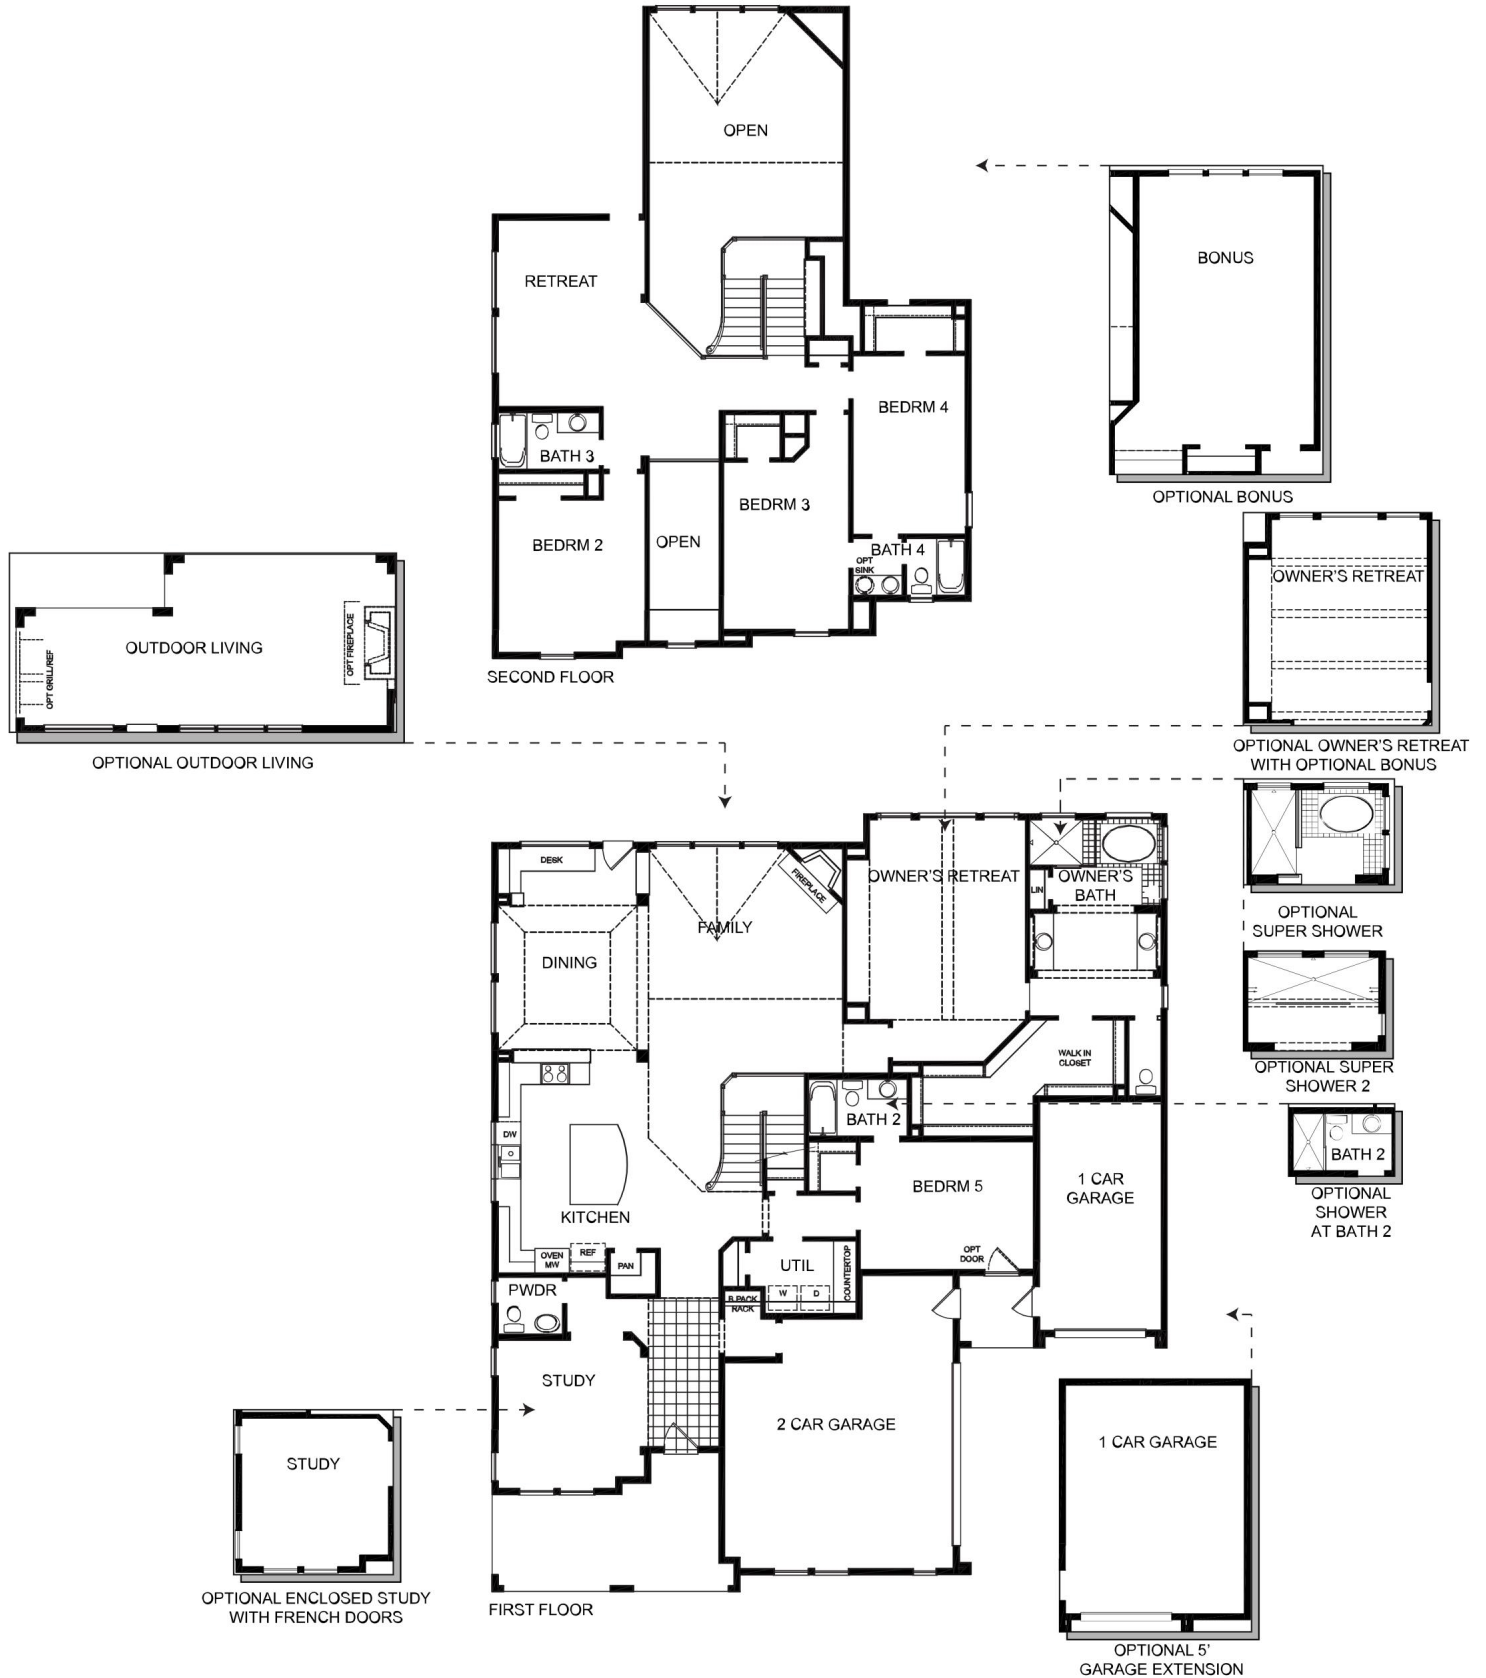 OPEN
RETREAT
BEDRM 4
BATH 3
BEDRM 3
BEDRM 2
OPEN
BATH 4
OPT
SINK
SECOND FLOOR
BONUS
OPTIONAL BONUS
OWNER'S RETREAT
OPTIONAL OWNER'S RETREAT
WITH OPTIONAL BONUS
OUTDOOR LIVING
OPT GRILL/REF
OPT FIREPLACE
OPTIONAL OUTDOOR LIVING
DESK
FIREPLACE
FAMILY
DINING
OWNER'S RETREAT
OWNER'S
BATH
LIN
WALK IN
CLOSET
BATH 2
DW
KITCHEN
OVEN
MW
REF
PAN
BEDRM 5
1 CAR
GARAGE
OPT
DOOR
UTIL
COUNTERTOP
W
D
B.PACK
RACK
PWDR
STUDY
2 CAR GARAGE
FIRST FLOOR
OPTIONAL
SUPER SHOWER
OPTIONAL SUPER
SHOWER 2
BATH 2
OPTIONAL
SHOWER
AT BATH 2
STUDY
OPTIONAL ENCLOSED STUDY
WITH FRENCH DOORS
1 CAR GARAGE
OPTIONAL 5'
GARAGE EXTENSION